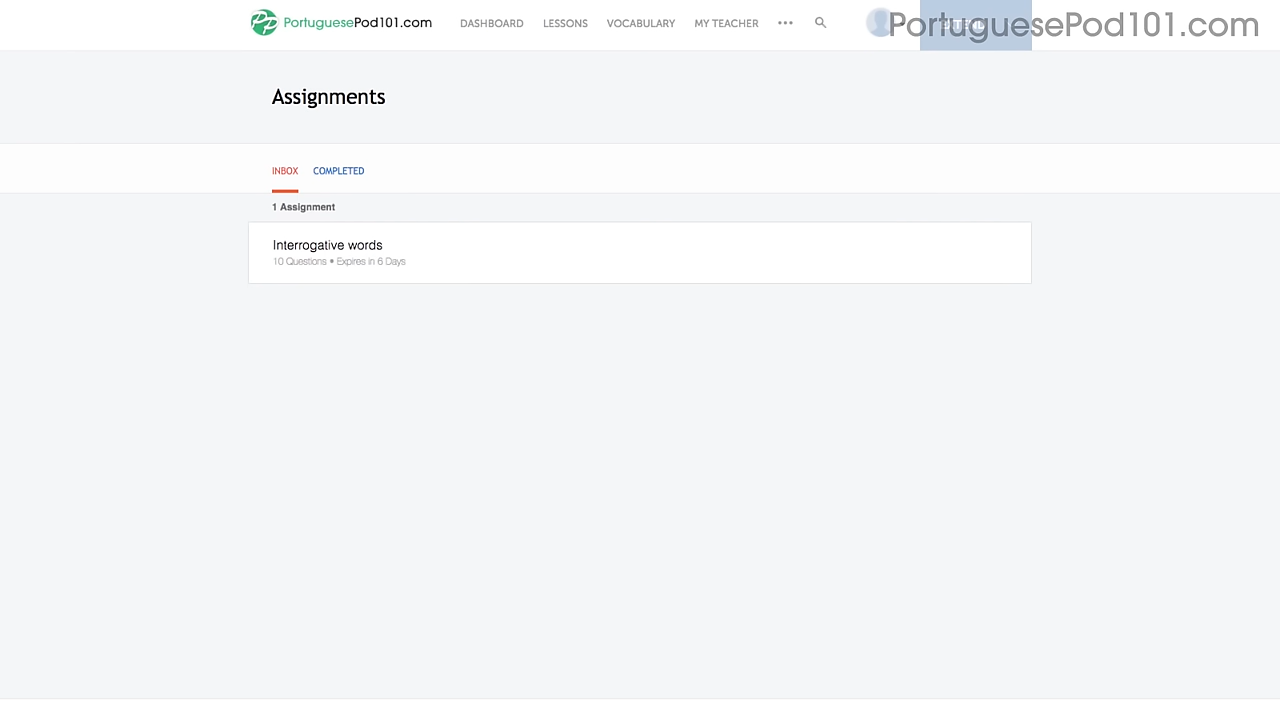 PortuguesePod101.com
DASHBOARD
LESSONS
VOCABULARY
MY TEACHER
PortuguesePod101.com
Assignments
INBOX
COMPLETED
1 Assignment
Interrogative words
10 Questions • Expires in 6 Days